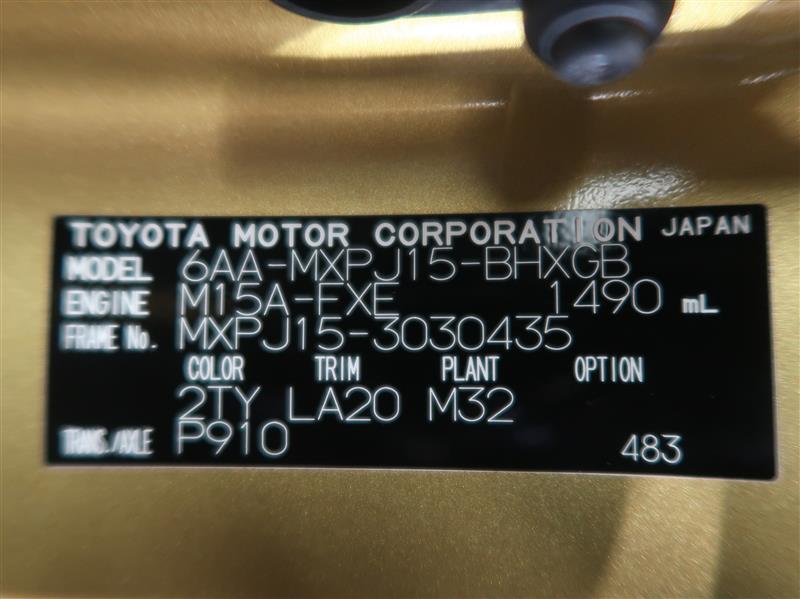 TOYOTA MOTOR CORPORATION JAPAN
MODEL 6AA-MXPJ15-BHXGB
ENGINE M15A-FXE 1490 mL
FRAME No. MXPJ15-3030435
COLOR TRIM PLANT OPTION
2TY LA20 M32
TRANS./AXLE P910 483